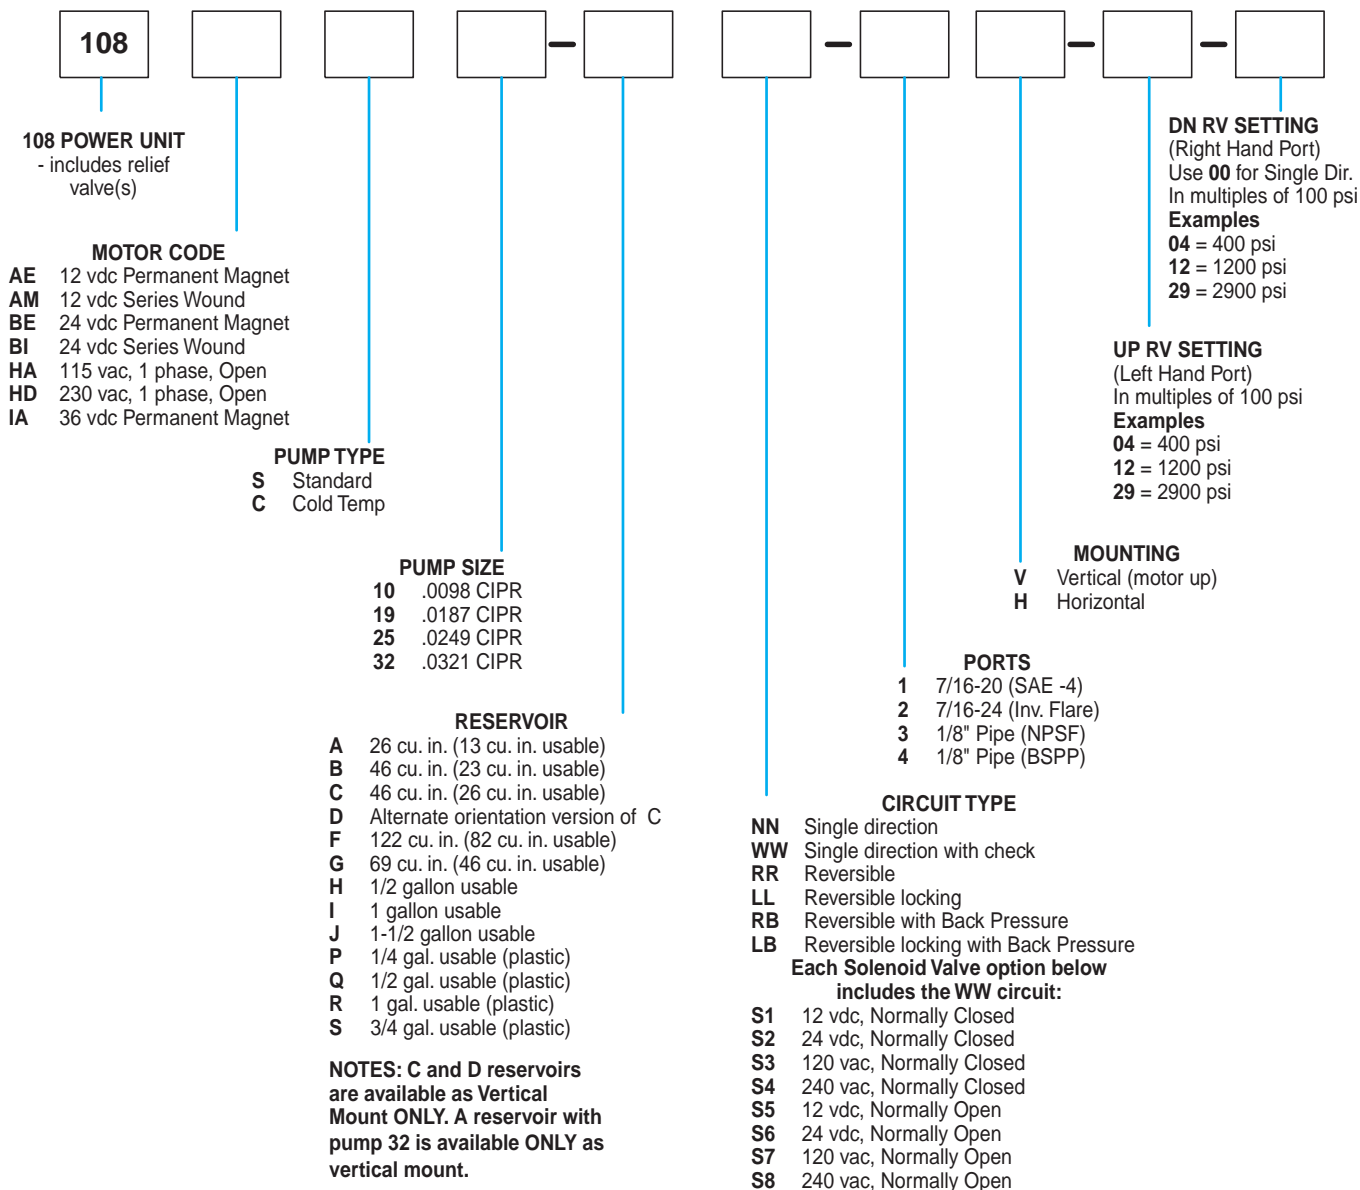 108
108 POWER UNIT
- includes relief
valve(s)
MOTOR CODE
AE 12 vdc Permanent Magnet
AM 12 vdc Series Wound
BE 24 vdc Permanent Magnet
BI 24 vdc Series Wound
HA 115 vac, 1 phase, Open
HD 230 vac, 1 phase, Open
IA 36 vdc Permanent Magnet
PUMP TYPE
S Standard
C Cold Temp
PUMP SIZE
10 .0098 CIPR
19 .0187 CIPR
25 .0249 CIPR
32 .0321 CIPR
RESERVOIR
A 26 cu. in. (13 cu. in. usable)
B 46 cu. in. (23 cu. in. usable)
C 46 cu. in. (26 cu. in. usable)
D Alternate orientation version of C
F 122 cu. in. (82 cu. in. usable)
G 69 cu. in. (46 cu. in. usable)
H 1/2 gallon usable
I 1 gallon usable
J 1-1/2 gallon usable
P 1/4 gal. usable (plastic)
Q 1/2 gal. usable (plastic)
R 1 gal. usable (plastic)
S 3/4 gal. usable (plastic)
NOTES: C and D reservoirs
are available as Vertical
Mount ONLY. A reservoir with
pump 32 is available ONLY as
vertical mount.
CIRCUIT TYPE
NN Single direction
WW Single direction with check
RR Reversible
LL Reversible locking
RB Reversible with Back Pressure
LB Reversible locking with Back Pressure
Each Solenoid Valve option below
includes the WW circuit:
S1 12 vdc, Normally Closed
S2 24 vdc, Normally Closed
S3 120 vac, Normally Closed
S4 240 vac, Normally Closed
S5 12 vdc, Normally Open
S6 24 vdc, Normally Open
S7 120 vac, Normally Open
S8 240 vac, Normally Open
PORTS
1 7/16-20 (SAE -4)
2 7/16-24 (Inv. Flare)
3 1/8" Pipe (NPSF)
4 1/8" Pipe (BSPP)
MOUNTING
V Vertical (motor up)
H Horizontal
UP RV SETTING
(Left Hand Port)
In multiples of 100 psi
Examples
04 = 400 psi
12 = 1200 psi
29 = 2900 psi
DN RV SETTING
(Right Hand Port)
Use 00 for Single Dir.
In multiples of 100 psi
Examples
04 = 400 psi
12 = 1200 psi
29 = 2900 psi